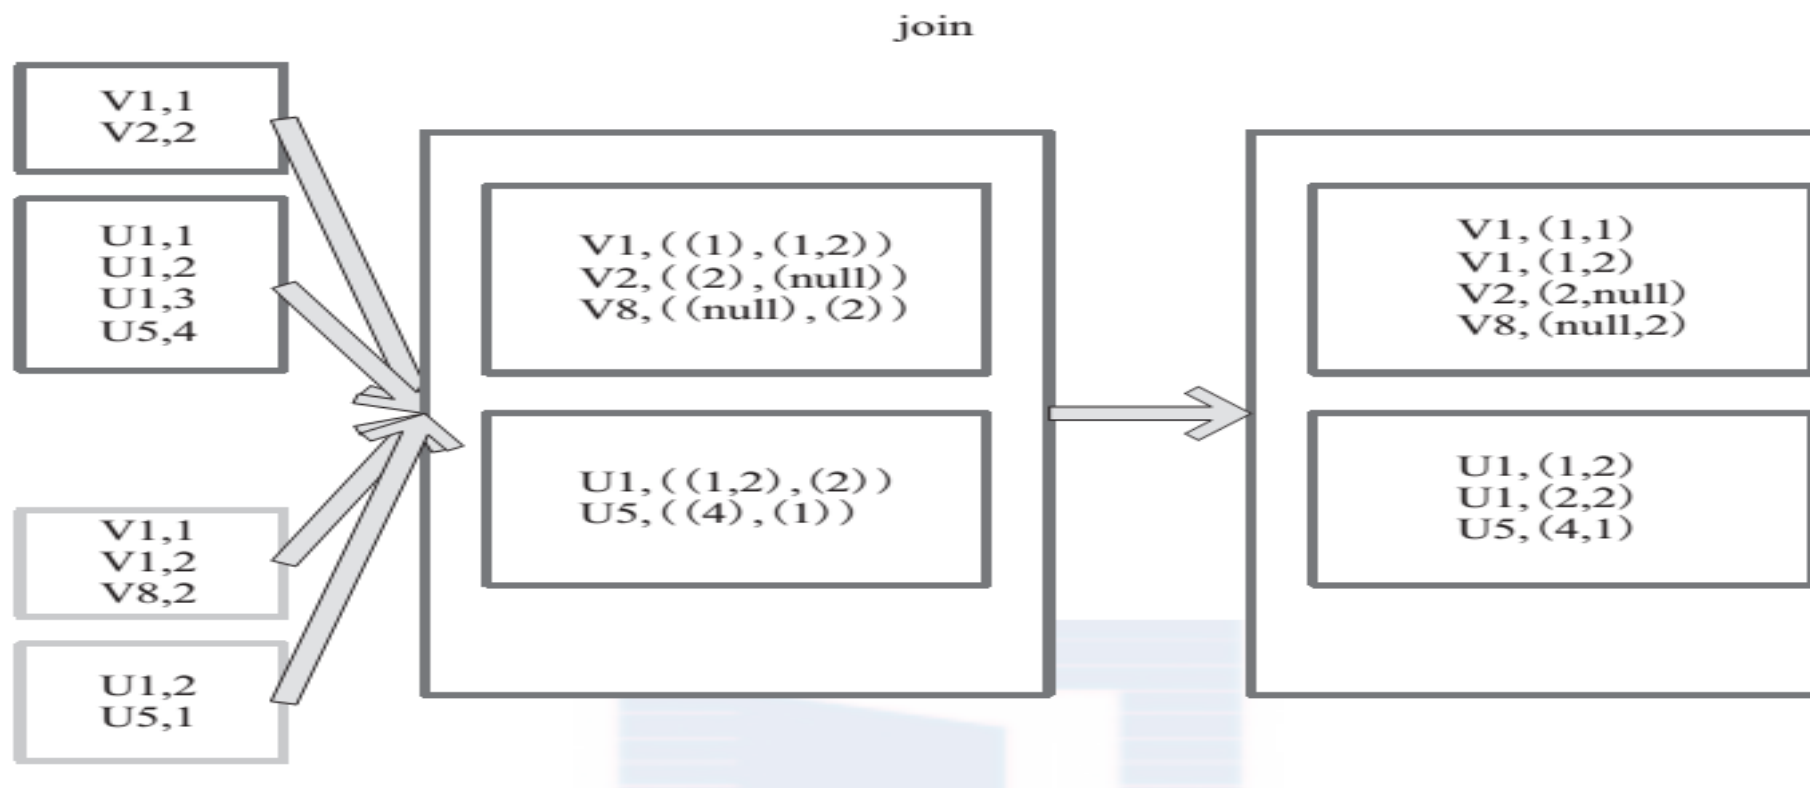 join
V1,1
V2,2
U1,1
U1,2
U1,3
U5,4
V1,1
V1,2
V8,2
U1,2
U5,1
V1,((1),(1,2))
V2,((2),(null))
V8,((null),(2))
U1,((1,2),(2))
U5,((4),(1))
V1,(1,1)
V1,(1,2)
V2,(2,null)
V8,(null,2)
U1,(1,2)
U1,(2,2)
U5,(4,1)